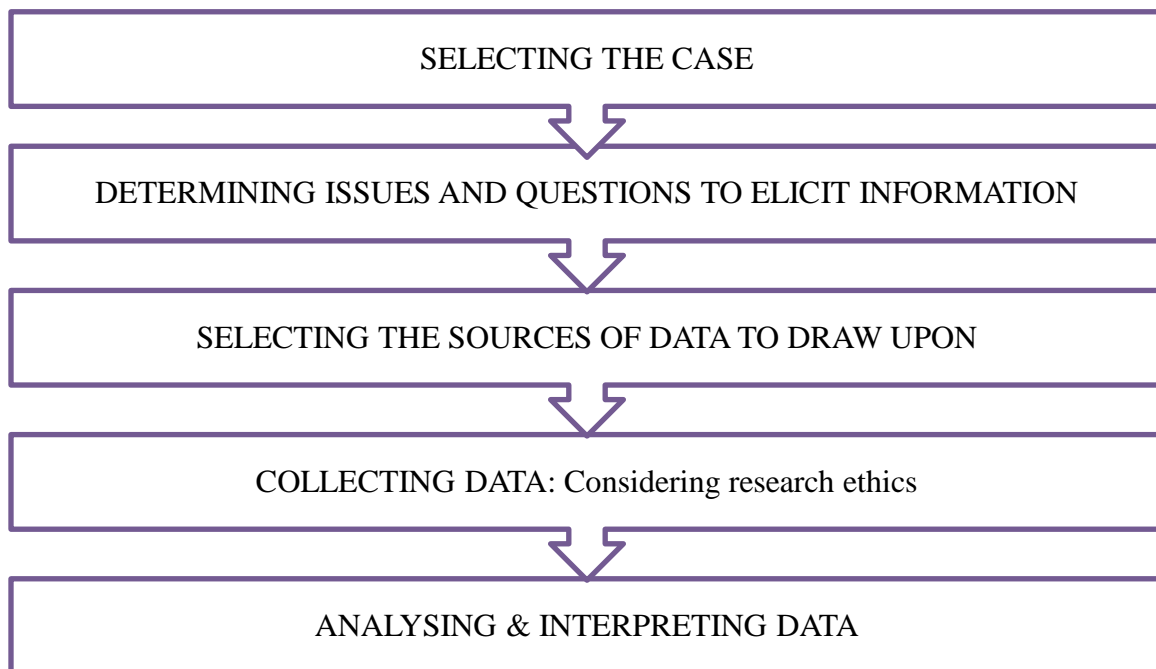 SELECTING THE CASE
DETERMINING ISSUES AND QUESTIONS TO ELICIT INFORMATION
SELECTING THE SOURCES OF DATA TO DRAW UPON
COLLECTING DATA: Considering research ethics
ANALYSING & INTERPRETING DATA